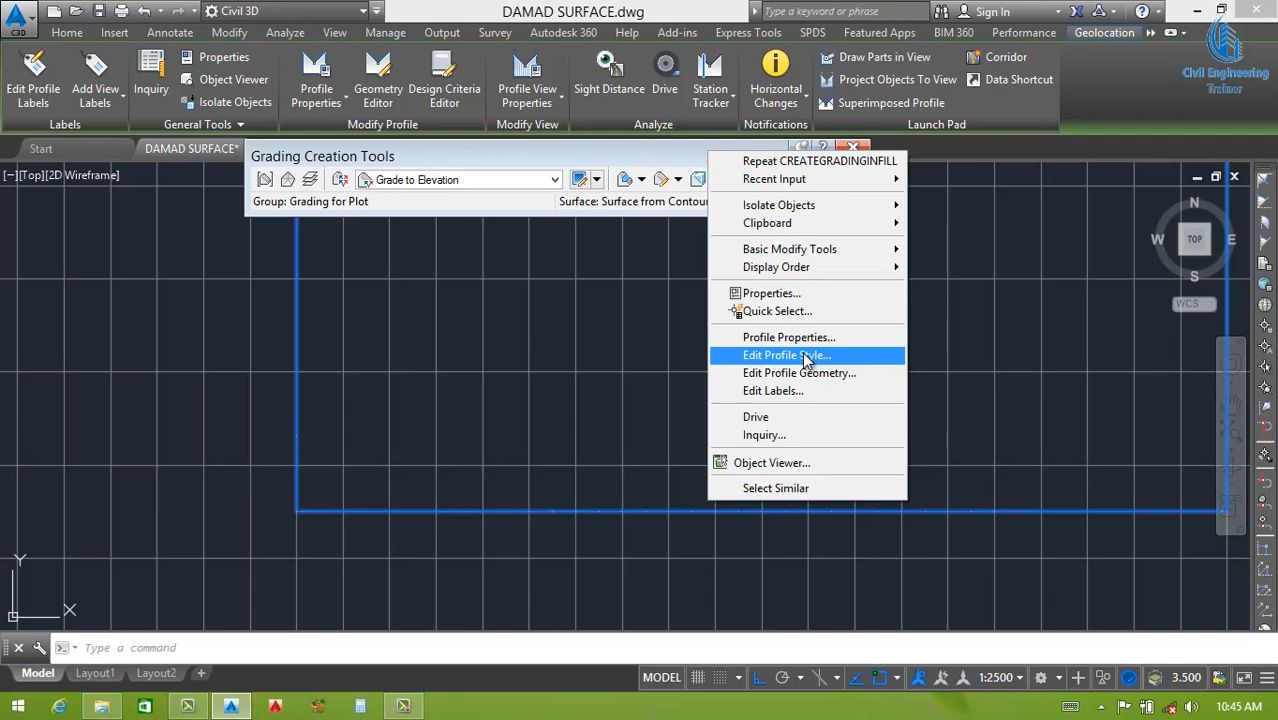 C3D
Civil 3D
DAMAD SURFACE.dwg
Type a keyword or phrase
Sign In
Home Insert Annotate Modify Analyze View Manage Output Survey Autodesk 360 Help Add-ins Express Tools SPDS Featured Apps BIM 360 Performance Geolocation
Edit Profile Labels
Add View Labels
Labels
Inquiry
Properties
Object Viewer
Isolate Objects
General Tools
Profile Properties
Geometry Editor
Design Criteria Editor
Modify Profile
Profile View Properties
Modify View
Sight Distance
Drive
Station Tracker
Analyze
Horizontal Changes
Notifications
Draw Parts in View
Project Objects To View
Superimposed Profile
Corridor
Data Shortcut
Launch Pad
Civil Engineering
Trainer
Start
DAMAD SURFACE*
[−][Top][2D Wireframe]
Grading Creation Tools
Grade to Elevation
Group: Grading for Plot
Surface: Surface from Contou
Repeat CREATEGRADINGINFILL
Recent Input
Isolate Objects
Clipboard
Basic Modify Tools
Display Order
Properties...
Quick Select...
Profile Properties...
Edit Profile Style...
Edit Profile Geometry...
Edit Labels...
Drive
Inquiry...
Object Viewer...
Select Similar
N
W TOP E
S
WCS
Y
X
Type a command
Model Layout1 Layout2 +
MODEL
1:2500
3.500
10:45 AM